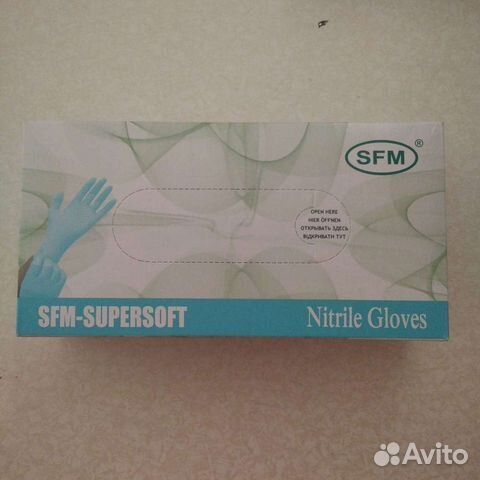 SFM®
OPEN HERE
HIER ÖFFNEN
ОТКРЫВАТЬ ЗДЕСЬ
ВІДКРИВАТИ ТУТ
SFM-SUPERSOFT
Nitrile Gloves
Avito